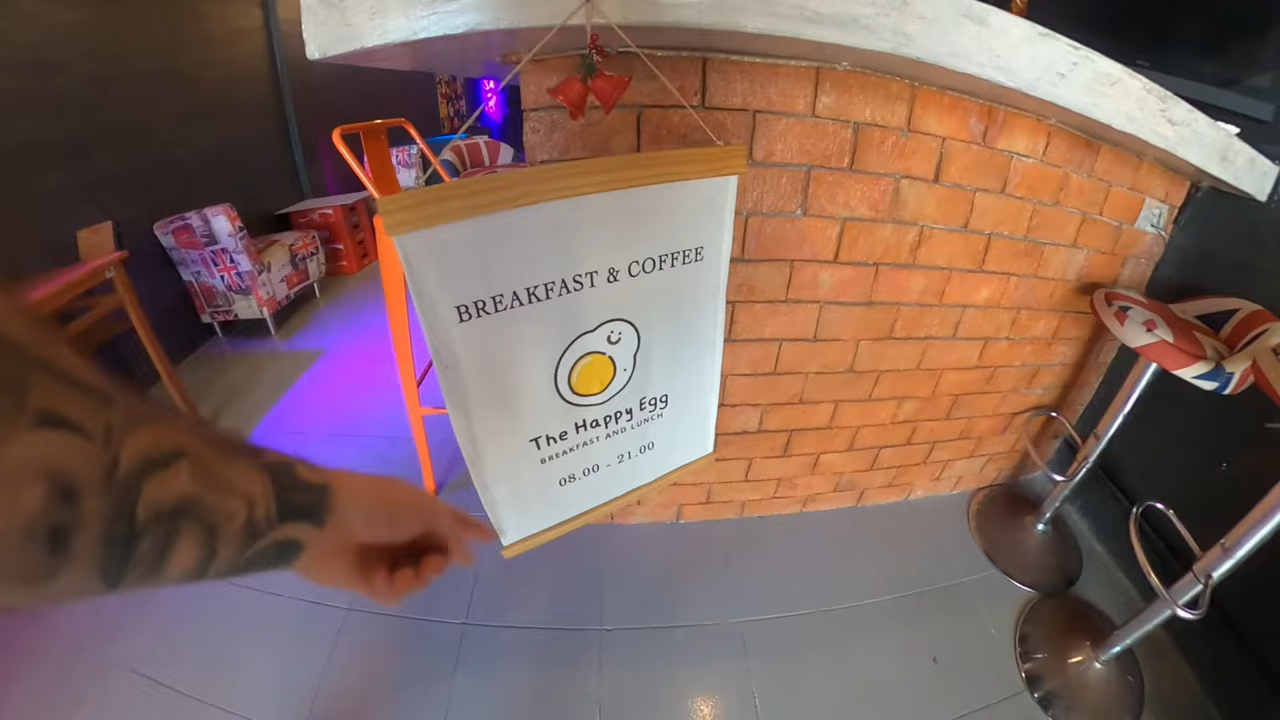 BREAKFAST & COFFEE
The Happy Egg
BREAKFAST AND LUNCH
08.00 - 21.00